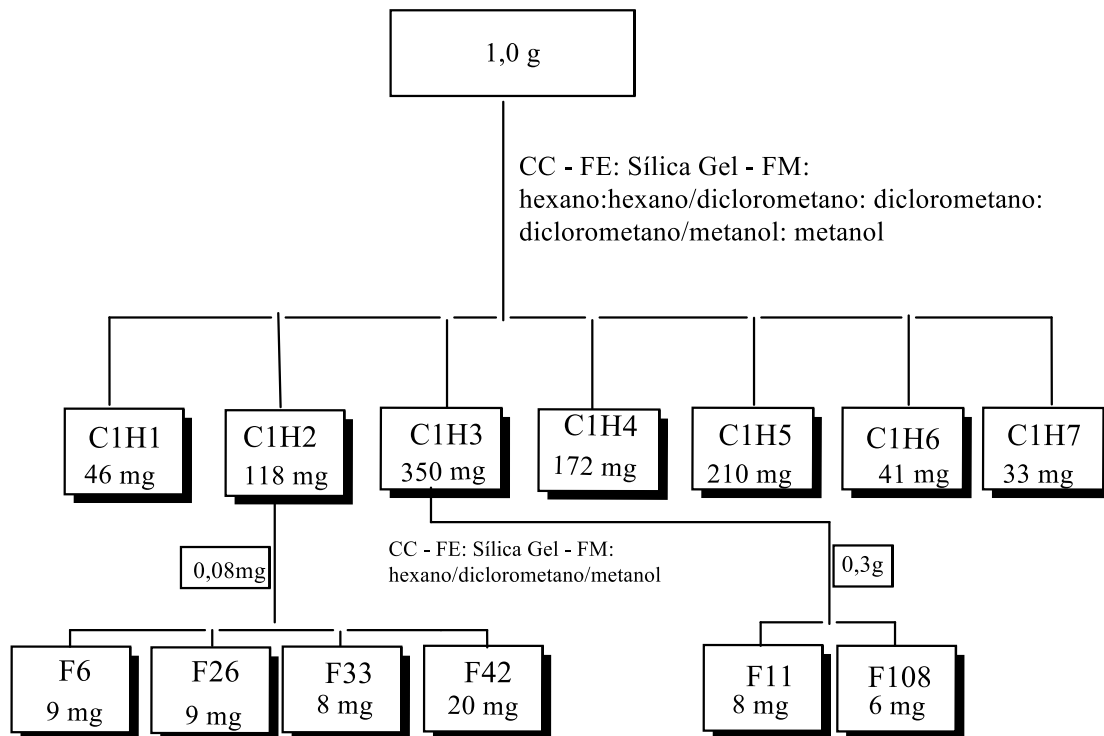 1,0 g
CC - FE: Sílica Gel - FM:
hexano:hexano/diclorometano: diclorometano:
diclorometano/metanol: metanol
C1H1
46 mg
C1H2
118 mg
C1H3
350 mg
C1H4
172 mg
C1H5
210 mg
C1H6
41 mg
C1H7
33 mg
0,08mg
CC - FE: Sílica Gel - FM:
hexano/diclorometano/metanol
0,3g
F6
9 mg
F26
9 mg
F33
8 mg
F42
20 mg
F11
8 mg
F108
6 mg